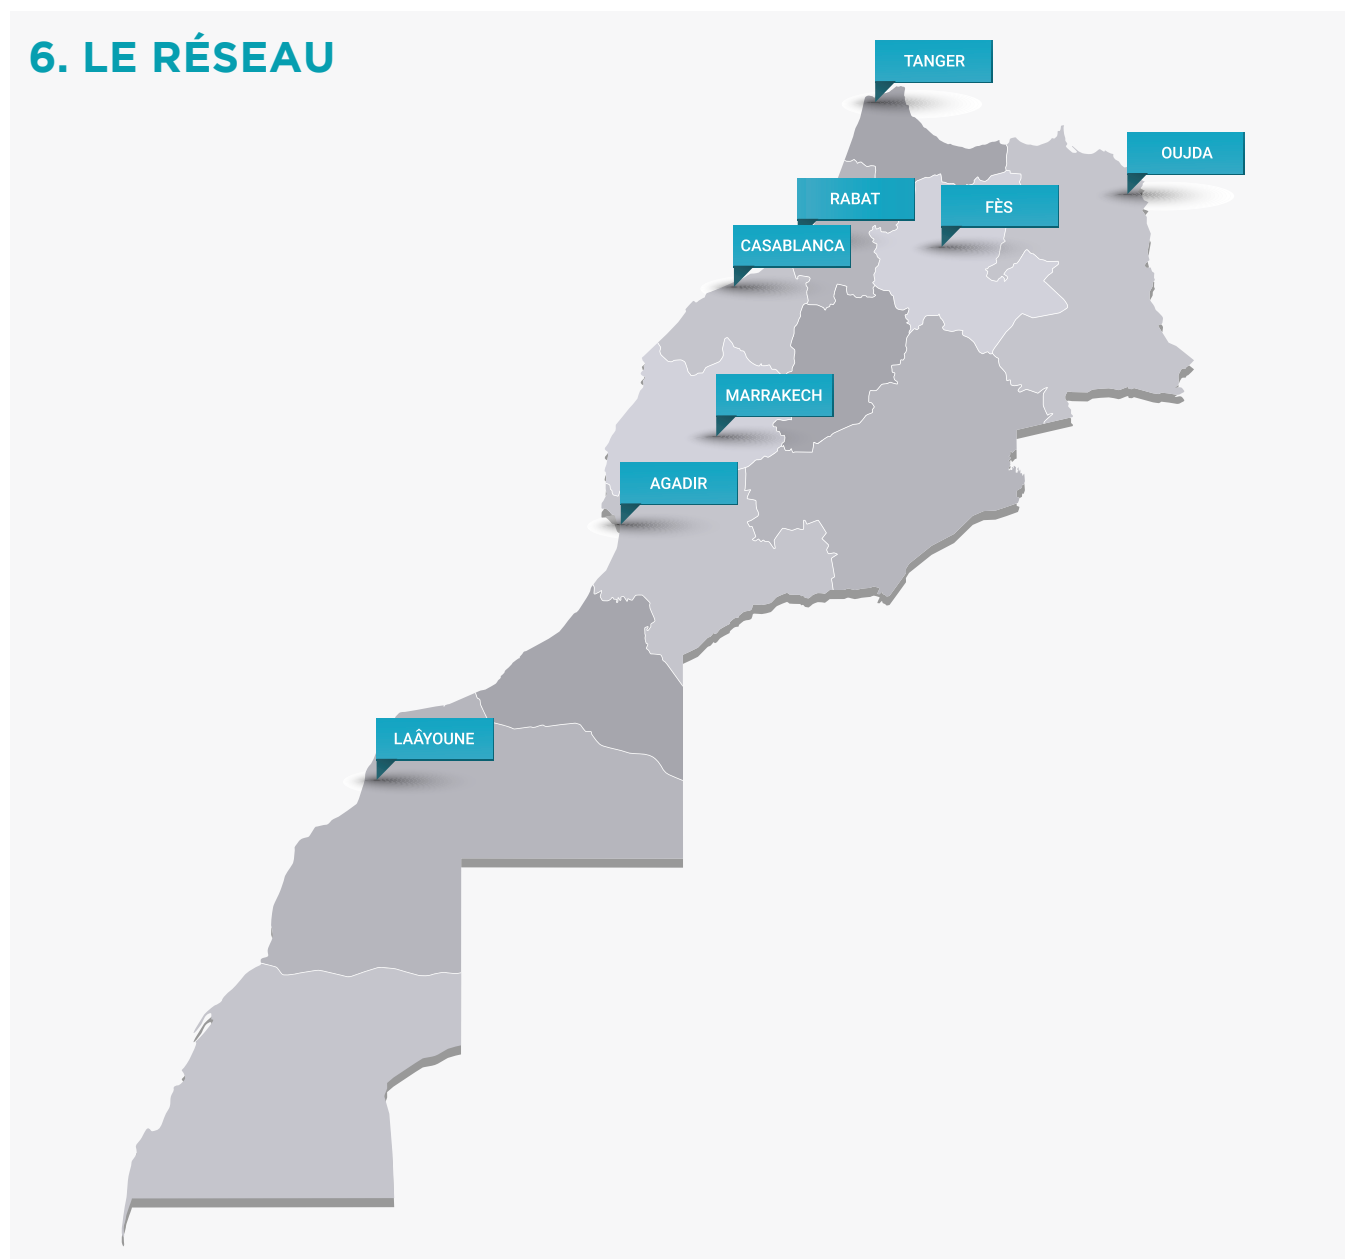 6. LE RÉSEAU
TANGER
OUJDA
RABAT
FÈS
CASABLANCA
MARRAKECH
AGADIR
LAÂYOUNE